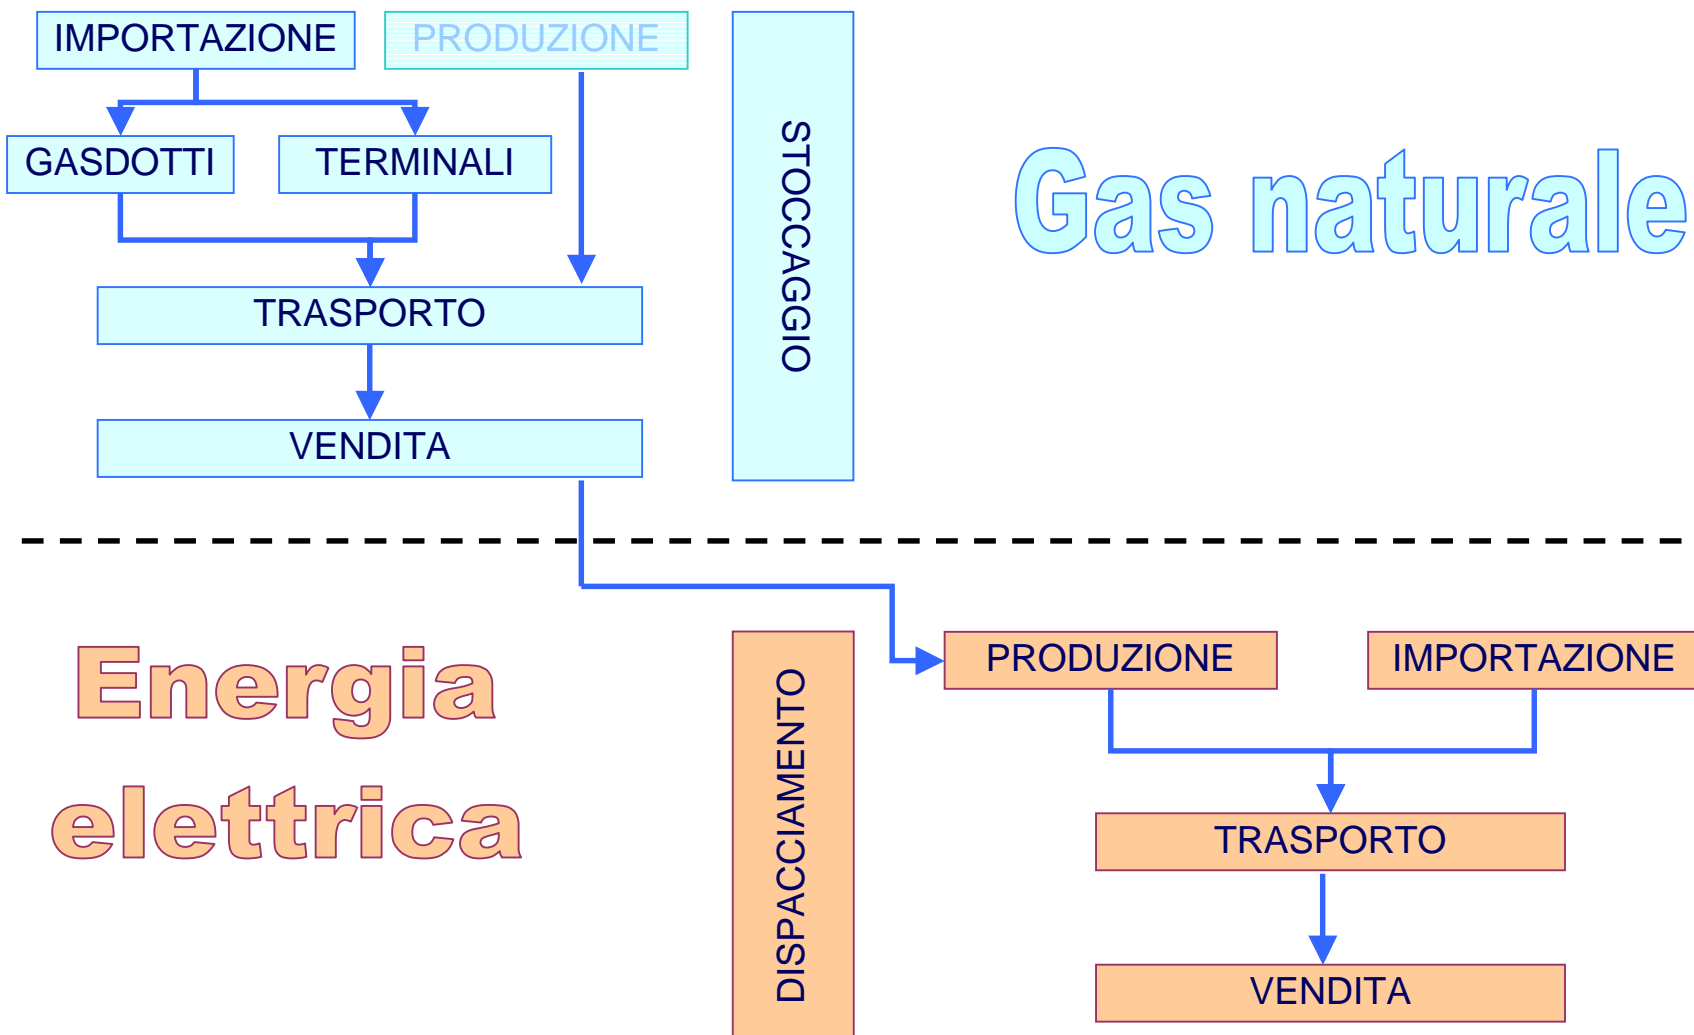 IMPORTAZIONE
PRODUZIONE
GASDOTTI
TERMINALI
TRASPORTO
VENDITA
STOCCAGGIO
Gas naturale
Energia
elettrica
DISPACCIAMENTO
PRODUZIONE
IMPORTAZIONE
TRASPORTO
VENDITA